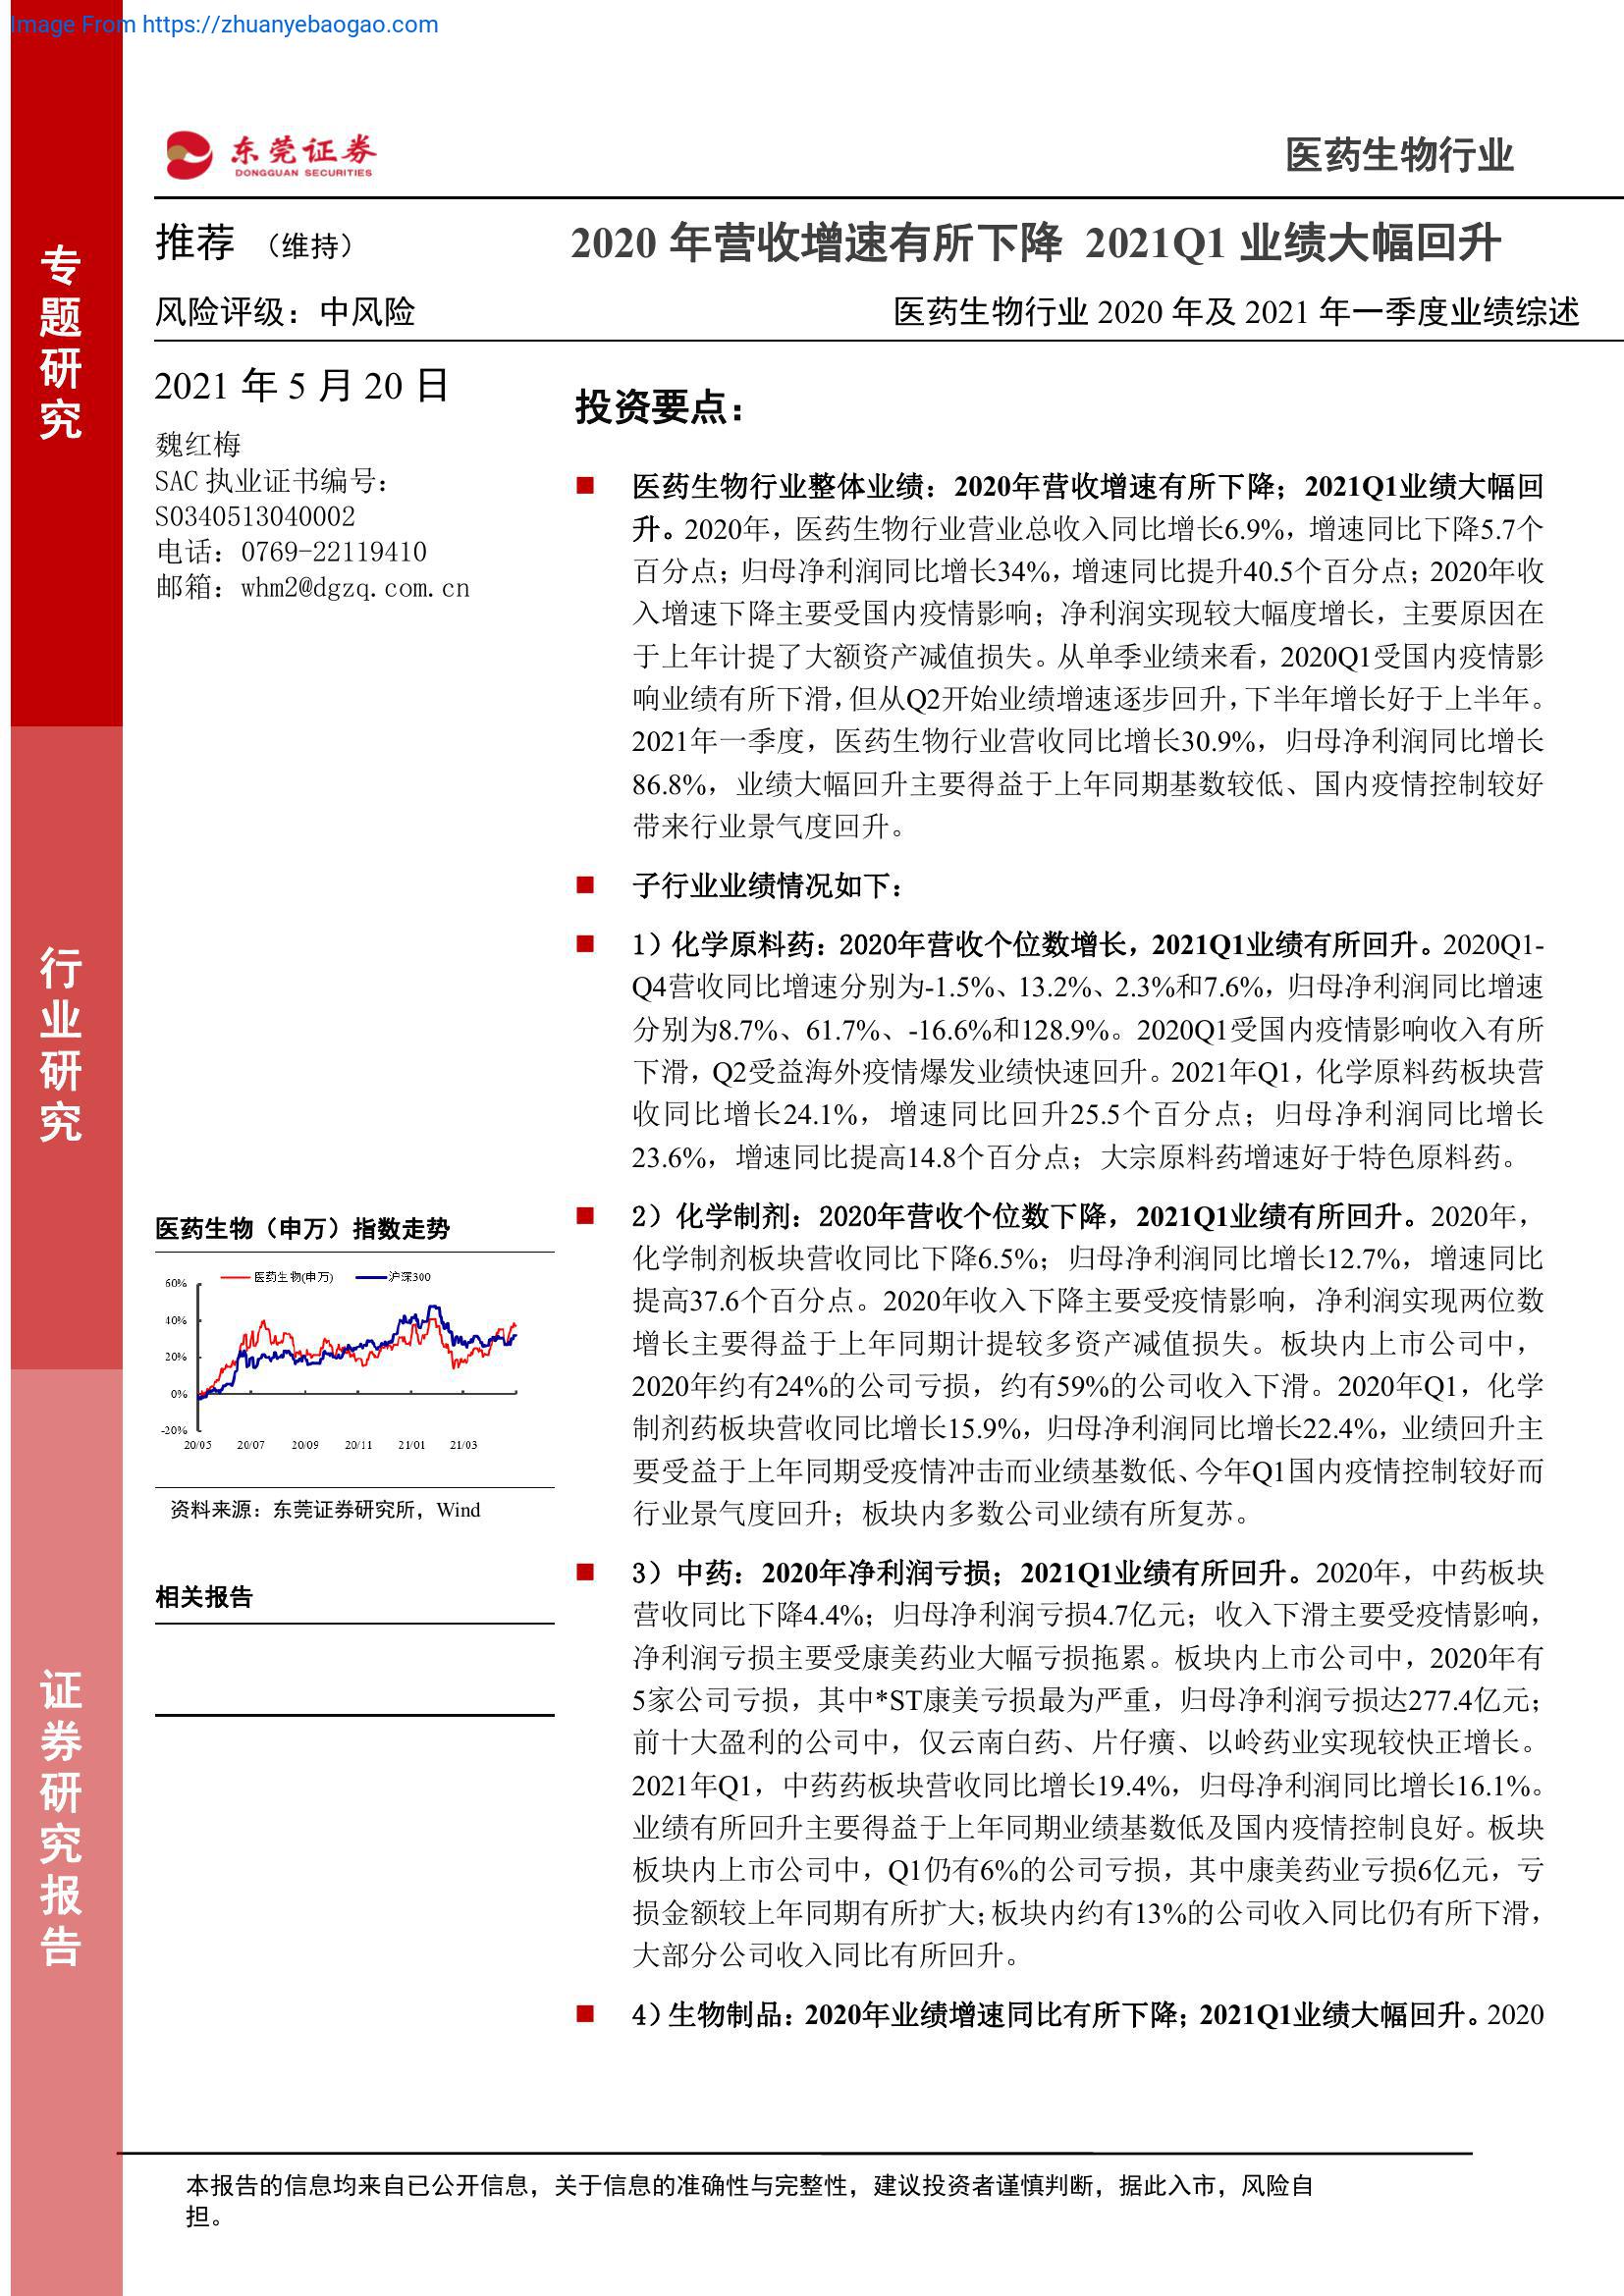 Image From https://zhuanyebaogao.com
东莞证券
DONGGUAN SECURITIES
医药生物行业
专题研究
行业研究
证券研究报告
推荐 （维持）
2020 年营收增速有所下降 2021Q1 业绩大幅回升
风险评级：中风险
医药生物行业 2020 年及 2021 年一季度业绩综述
2021 年 5 月 20 日
魏红梅
SAC 执业证书编号：
S0340513040002
电话：0769-22119410
邮箱：whm2@dgzq.com.cn
医药生物（申万）指数走势
医药生物(申万)
沪深300
60%
40%
20%
0%
-20%
20/05 20/07 20/09 20/11 21/01 21/03
资料来源：东莞证券研究所，Wind
相关报告
投资要点：
医药生物行业整体业绩：2020年营收增速有所下降；2021Q1业绩大幅回
升。2020年，医药生物行业营业总收入同比增长6.9%，增速同比下降5.7个
百分点；归母净利润同比增长34%，增速同比提升40.5个百分点；2020年收
入增速下降主要受国内疫情影响；净利润实现较大幅度增长，主要原因在
于上年计提了大额资产减值损失。从单季业绩来看，2020Q1受国内疫情影
响业绩有所下滑，但从Q2开始业绩增速逐步回升，下半年增长好于上半年。
2021年一季度，医药生物行业营收同比增长30.9%，归母净利润同比增长
86.8%，业绩大幅回升主要得益于上年同期基数较低、国内疫情控制较好
带来行业景气度回升。
子行业业绩情况如下：
1）化学原料药：2020年营收个位数增长，2021Q1业绩有所回升。2020Q1-
Q4营收同比增速分别为-1.5%、13.2%、2.3%和7.6%，归母净利润同比增速
分别为8.7%、61.7%、-16.6%和128.9%。2020Q1受国内疫情影响收入有所
下滑，Q2受益海外疫情爆发业绩快速回升。2021年Q1，化学原料药板块营
收同比增长24.1%，增速同比回升25.5个百分点；归母净利润同比增长
23.6%，增速同比提高14.8个百分点；大宗原料药增速好于特色原料药。
2）化学制剂：2020年营收个位数下降，2021Q1业绩有所回升。2020年，
化学制剂板块营收同比下降6.5%；归母净利润同比增长12.7%，增速同比
提高37.6个百分点。2020年收入下降主要受疫情影响，净利润实现两位数
增长主要得益于上年同期计提较多资产减值损失。板块内上市公司中，
2020年约有24%的公司亏损，约有59%的公司收入下滑。2020年Q1，化学
制剂药板块营收同比增长15.9%，归母净利润同比增长22.4%，业绩回升主
要受益于上年同期受疫情冲击而业绩基数低、今年Q1国内疫情控制较好而
行业景气度回升；板块内多数公司业绩有所复苏。
3）中药：2020年净利润亏损；2021Q1业绩有所回升。2020年，中药板块
营收同比下降4.4%；归母净利润亏损4.7亿元；收入下滑主要受疫情影响，
净利润亏损主要受康美药业大幅亏损拖累。板块内上市公司中，2020年有
5家公司亏损，其中*ST康美亏损最为严重，归母净利润亏损达277.4亿元；
前十大盈利的公司中，仅云南白药、片仔癀、以岭药业实现较快正增长。
2021年Q1，中药药板块营收同比增长19.4%，归母净利润同比增长16.1%。
业绩有所回升主要得益于上年同期业绩基数低及国内疫情控制良好。板块
板块内上市公司中，Q1仍有6%的公司亏损，其中康美药业亏损6亿元，亏
损金额较上年同期有所扩大；板块内约有13%的公司收入同比仍有所下滑，
大部分公司收入同比有所回升。
4）生物制品：2020年业绩增速同比有所下降；2021Q1业绩大幅回升。2020
本报告的信息均来自已公开信息，关于信息的准确性与完整性，建议投资者谨慎判断，据此入市，风险自
担。